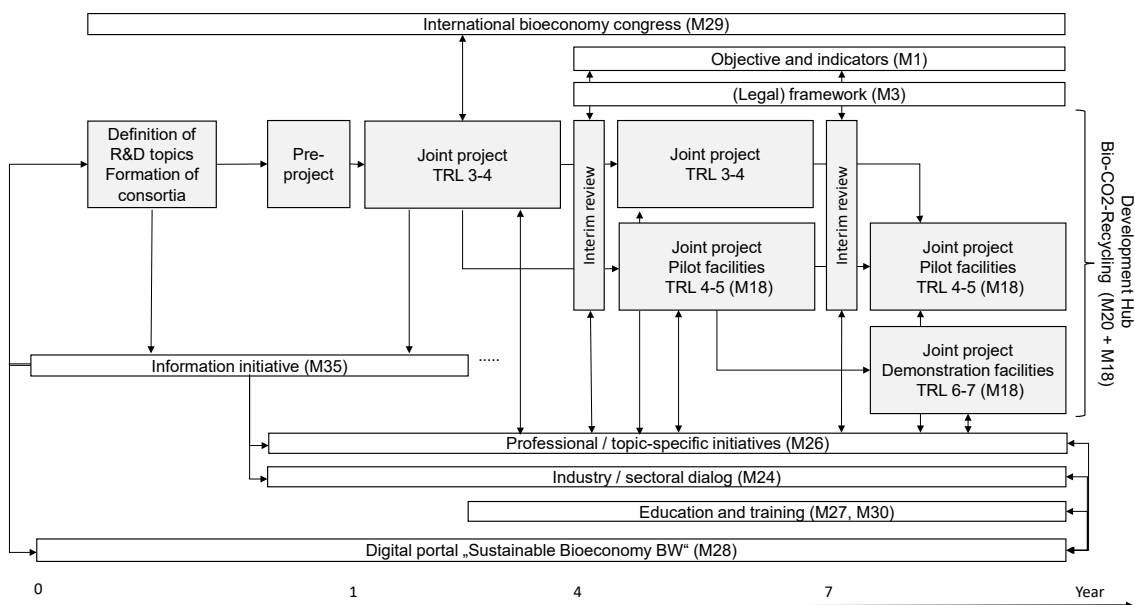 International bioeconomy congress (M29)
Objective and indicators (M1)
(Legal) framework (M3)
Definition of
R&D topics
Formation of
consortia
Pre-
project
Joint project
TRL 3-4
Interim review
Joint project
TRL 3-4
Joint project
Pilot facilities
TRL 4-5 (M18)
Interim review
Joint project
Pilot facilities
TRL 4-5 (M18)
Joint project
Demonstration facilities
TRL 6-7 (M18)
Development Hub
Bio-CO2-Recycling (M20 + M18)
Information initiative (M35)
.....
Professional / topic-specific initiatives (M26)
Industry / sectoral dialog (M24)
Education and training (M27, M30)
Digital portal „Sustainable Bioeconomy BW“ (M28)
0 1 4 7 Year